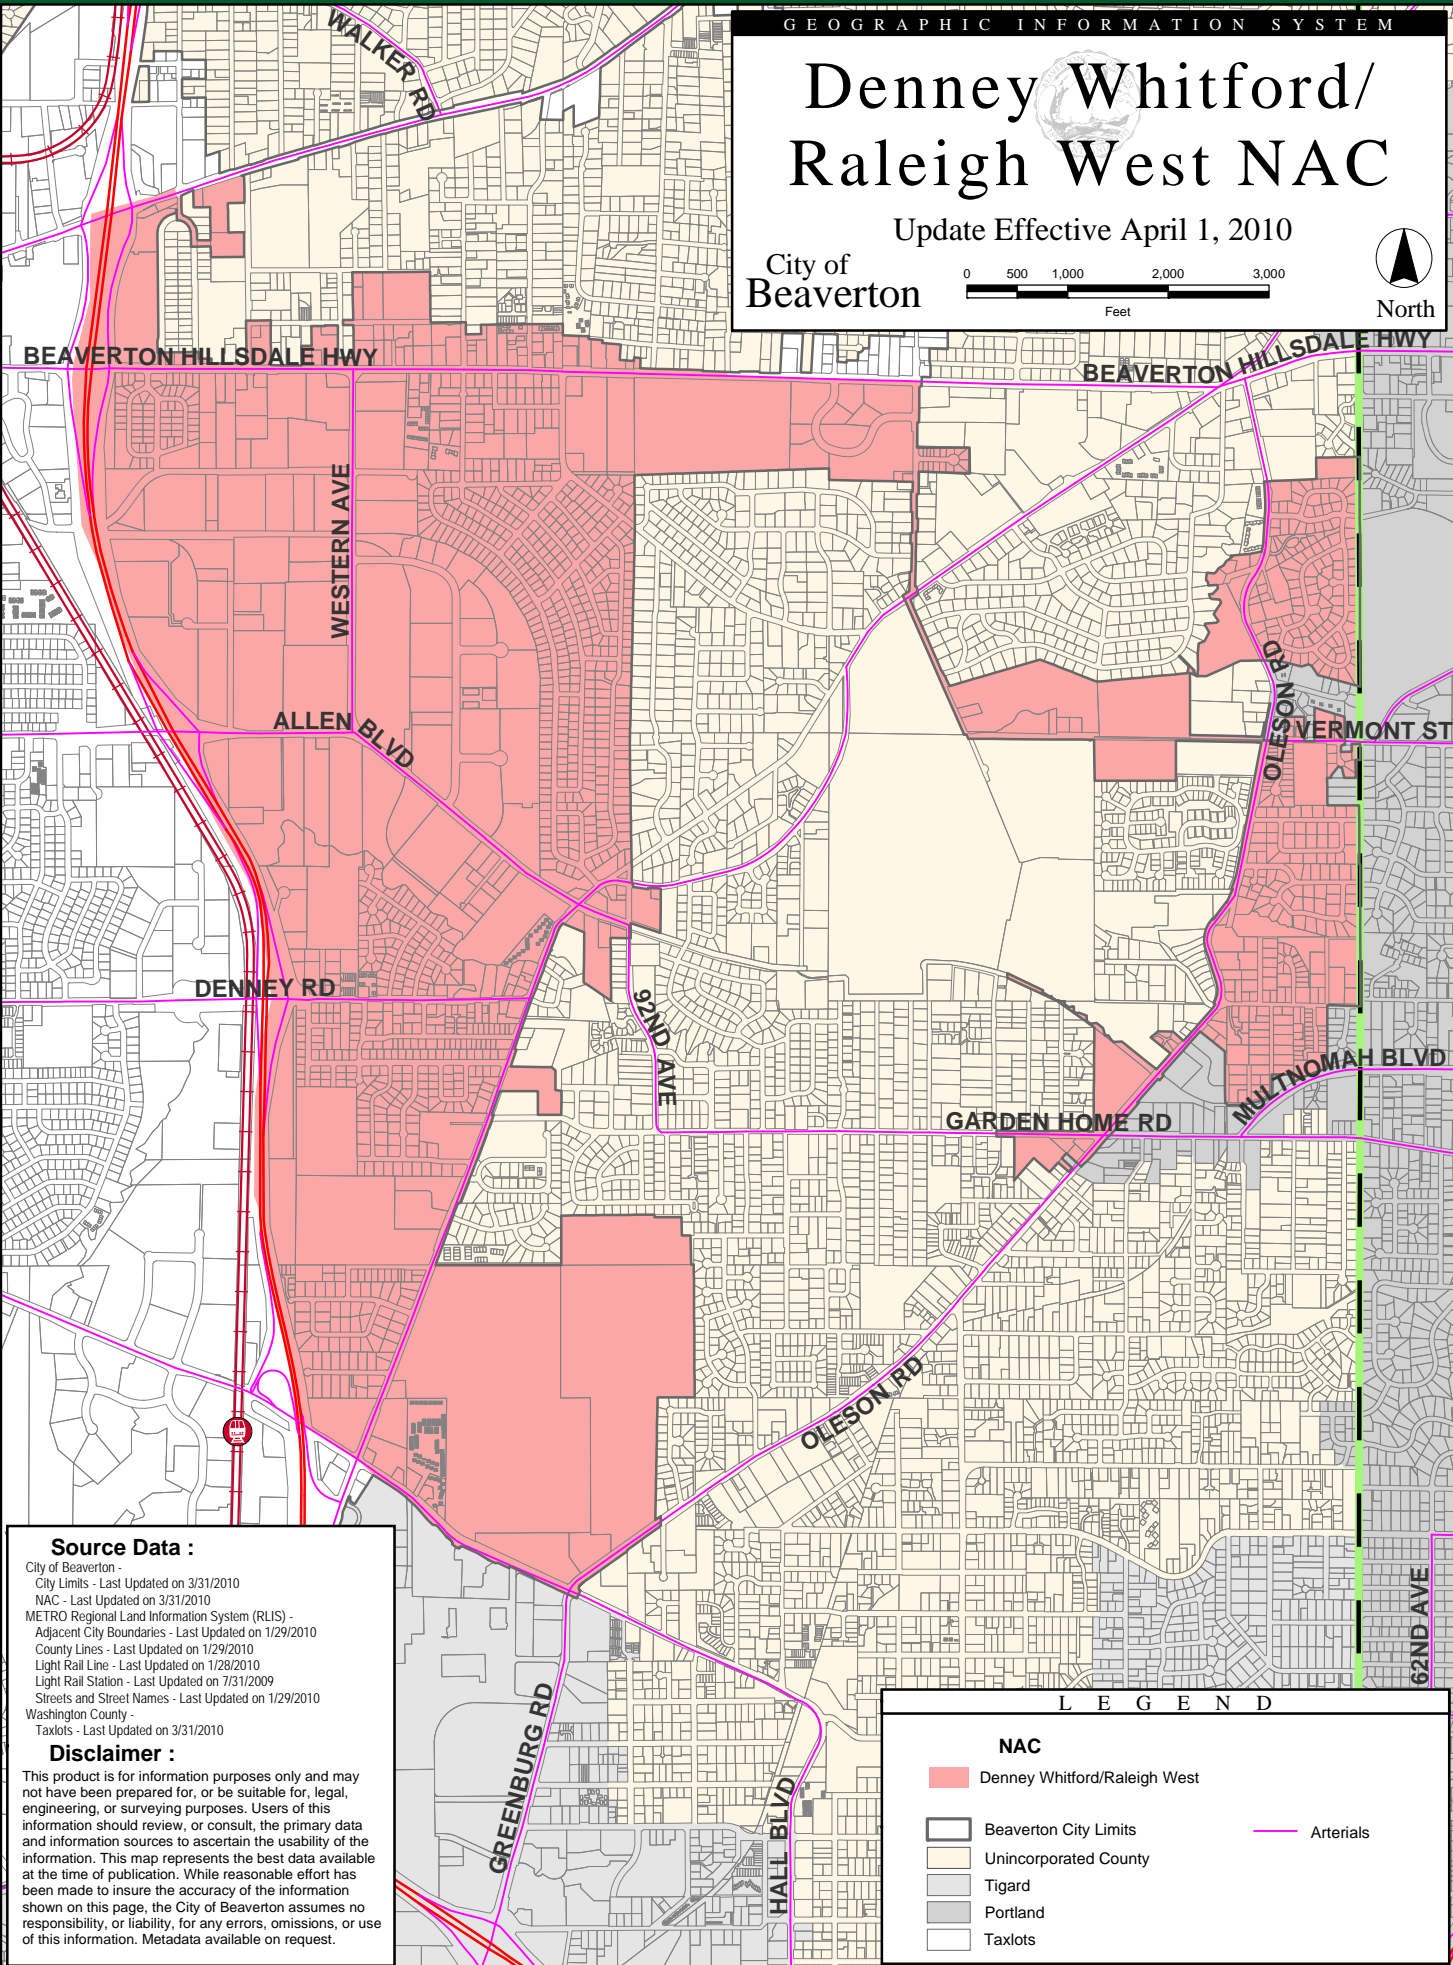 GEOGRAPHIC INFORMATION SYSTEM
Denney Whitford/
Raleigh West NAC
Update Effective April 1, 2010
City of
Beaverton
0 500 1,000 2,000 3,000
Feet
North
WALKER RD
BEAVERTON HILLSDALE HWY
BEAVERTON HILLSDALE HWY
WESTERN AVE
ALLEN BLVD
OLESON RD
VERMONT ST
DENNEY RD
92ND AVE
MULTNOMAH BLVD
GARDEN HOME RD
OLESON RD
62ND AVE
GREENBURG RD
HALL BLVD
Source Data :
City of Beaverton -
City Limits - Last Updated on 3/31/2010
NAC - Last Updated on 3/31/2010
METRO Regional Land Information System (RLIS) -
Adjacent City Boundaries - Last Updated on 1/29/2010
County Lines - Last Updated on 1/29/2010
Light Rail Line - Last Updated on 1/28/2010
Light Rail Station - Last Updated on 7/31/2009
Streets and Street Names - Last Updated on 1/29/2010
Washington County -
Taxlots - Last Updated on 3/31/2010
Disclaimer :
This product is for information purposes only and may
not have been prepared for, or be suitable for, legal,
engineering, or surveying purposes. Users of this
information should review, or consult, the primary data
and information sources to ascertain the usability of the
information. This map represents the best data available
at the time of publication. While reasonable effort has
been made to insure the accuracy of the information
shown on this page, the City of Beaverton assumes no
responsibility, or liability, for any errors, omissions, or use
of this information. Metadata available on request.
LEGEND
NAC
Denney Whitford/Raleigh West
Beaverton City Limits
Arterials
Unincorporated County
Tigard
Portland
Taxlots